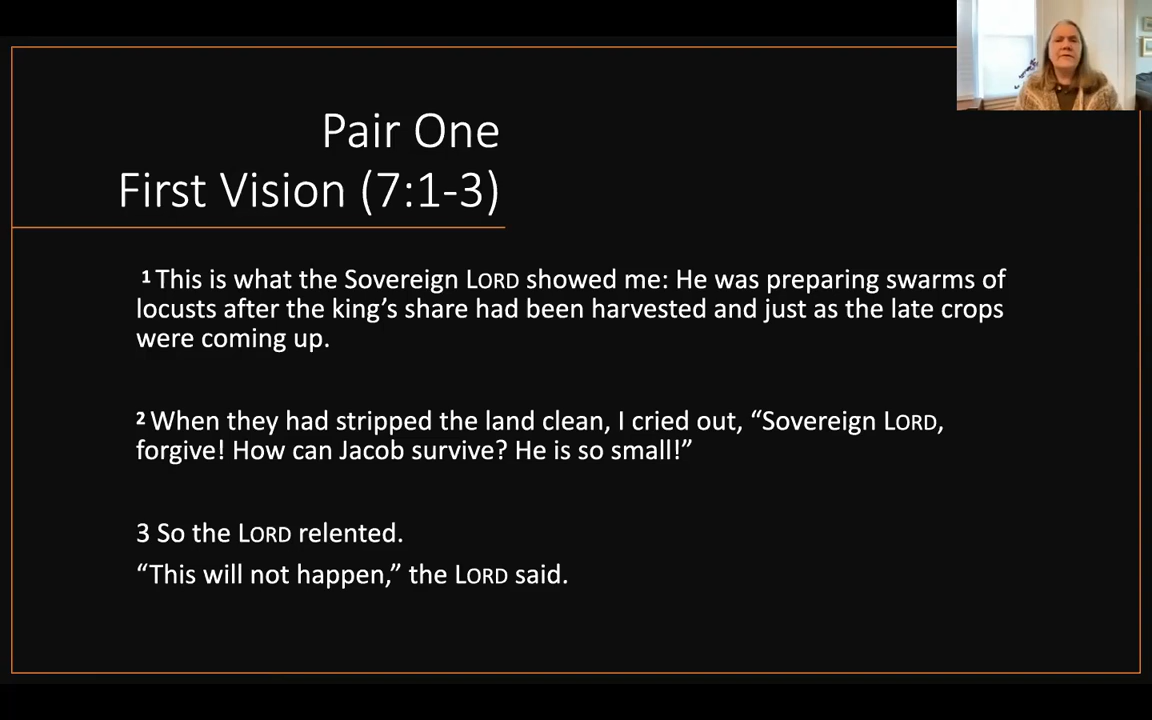 Pair One
First Vision (7:1-3)
¹ This is what the Sovereign LORD showed me: He was preparing swarms of
locusts after the king’s share had been harvested and just as the late crops
were coming up.
² When they had stripped the land clean, I cried out, “Sovereign LORD,
forgive! How can Jacob survive? He is so small!”
3 So the LORD relented.
“This will not happen,” the LORD said.